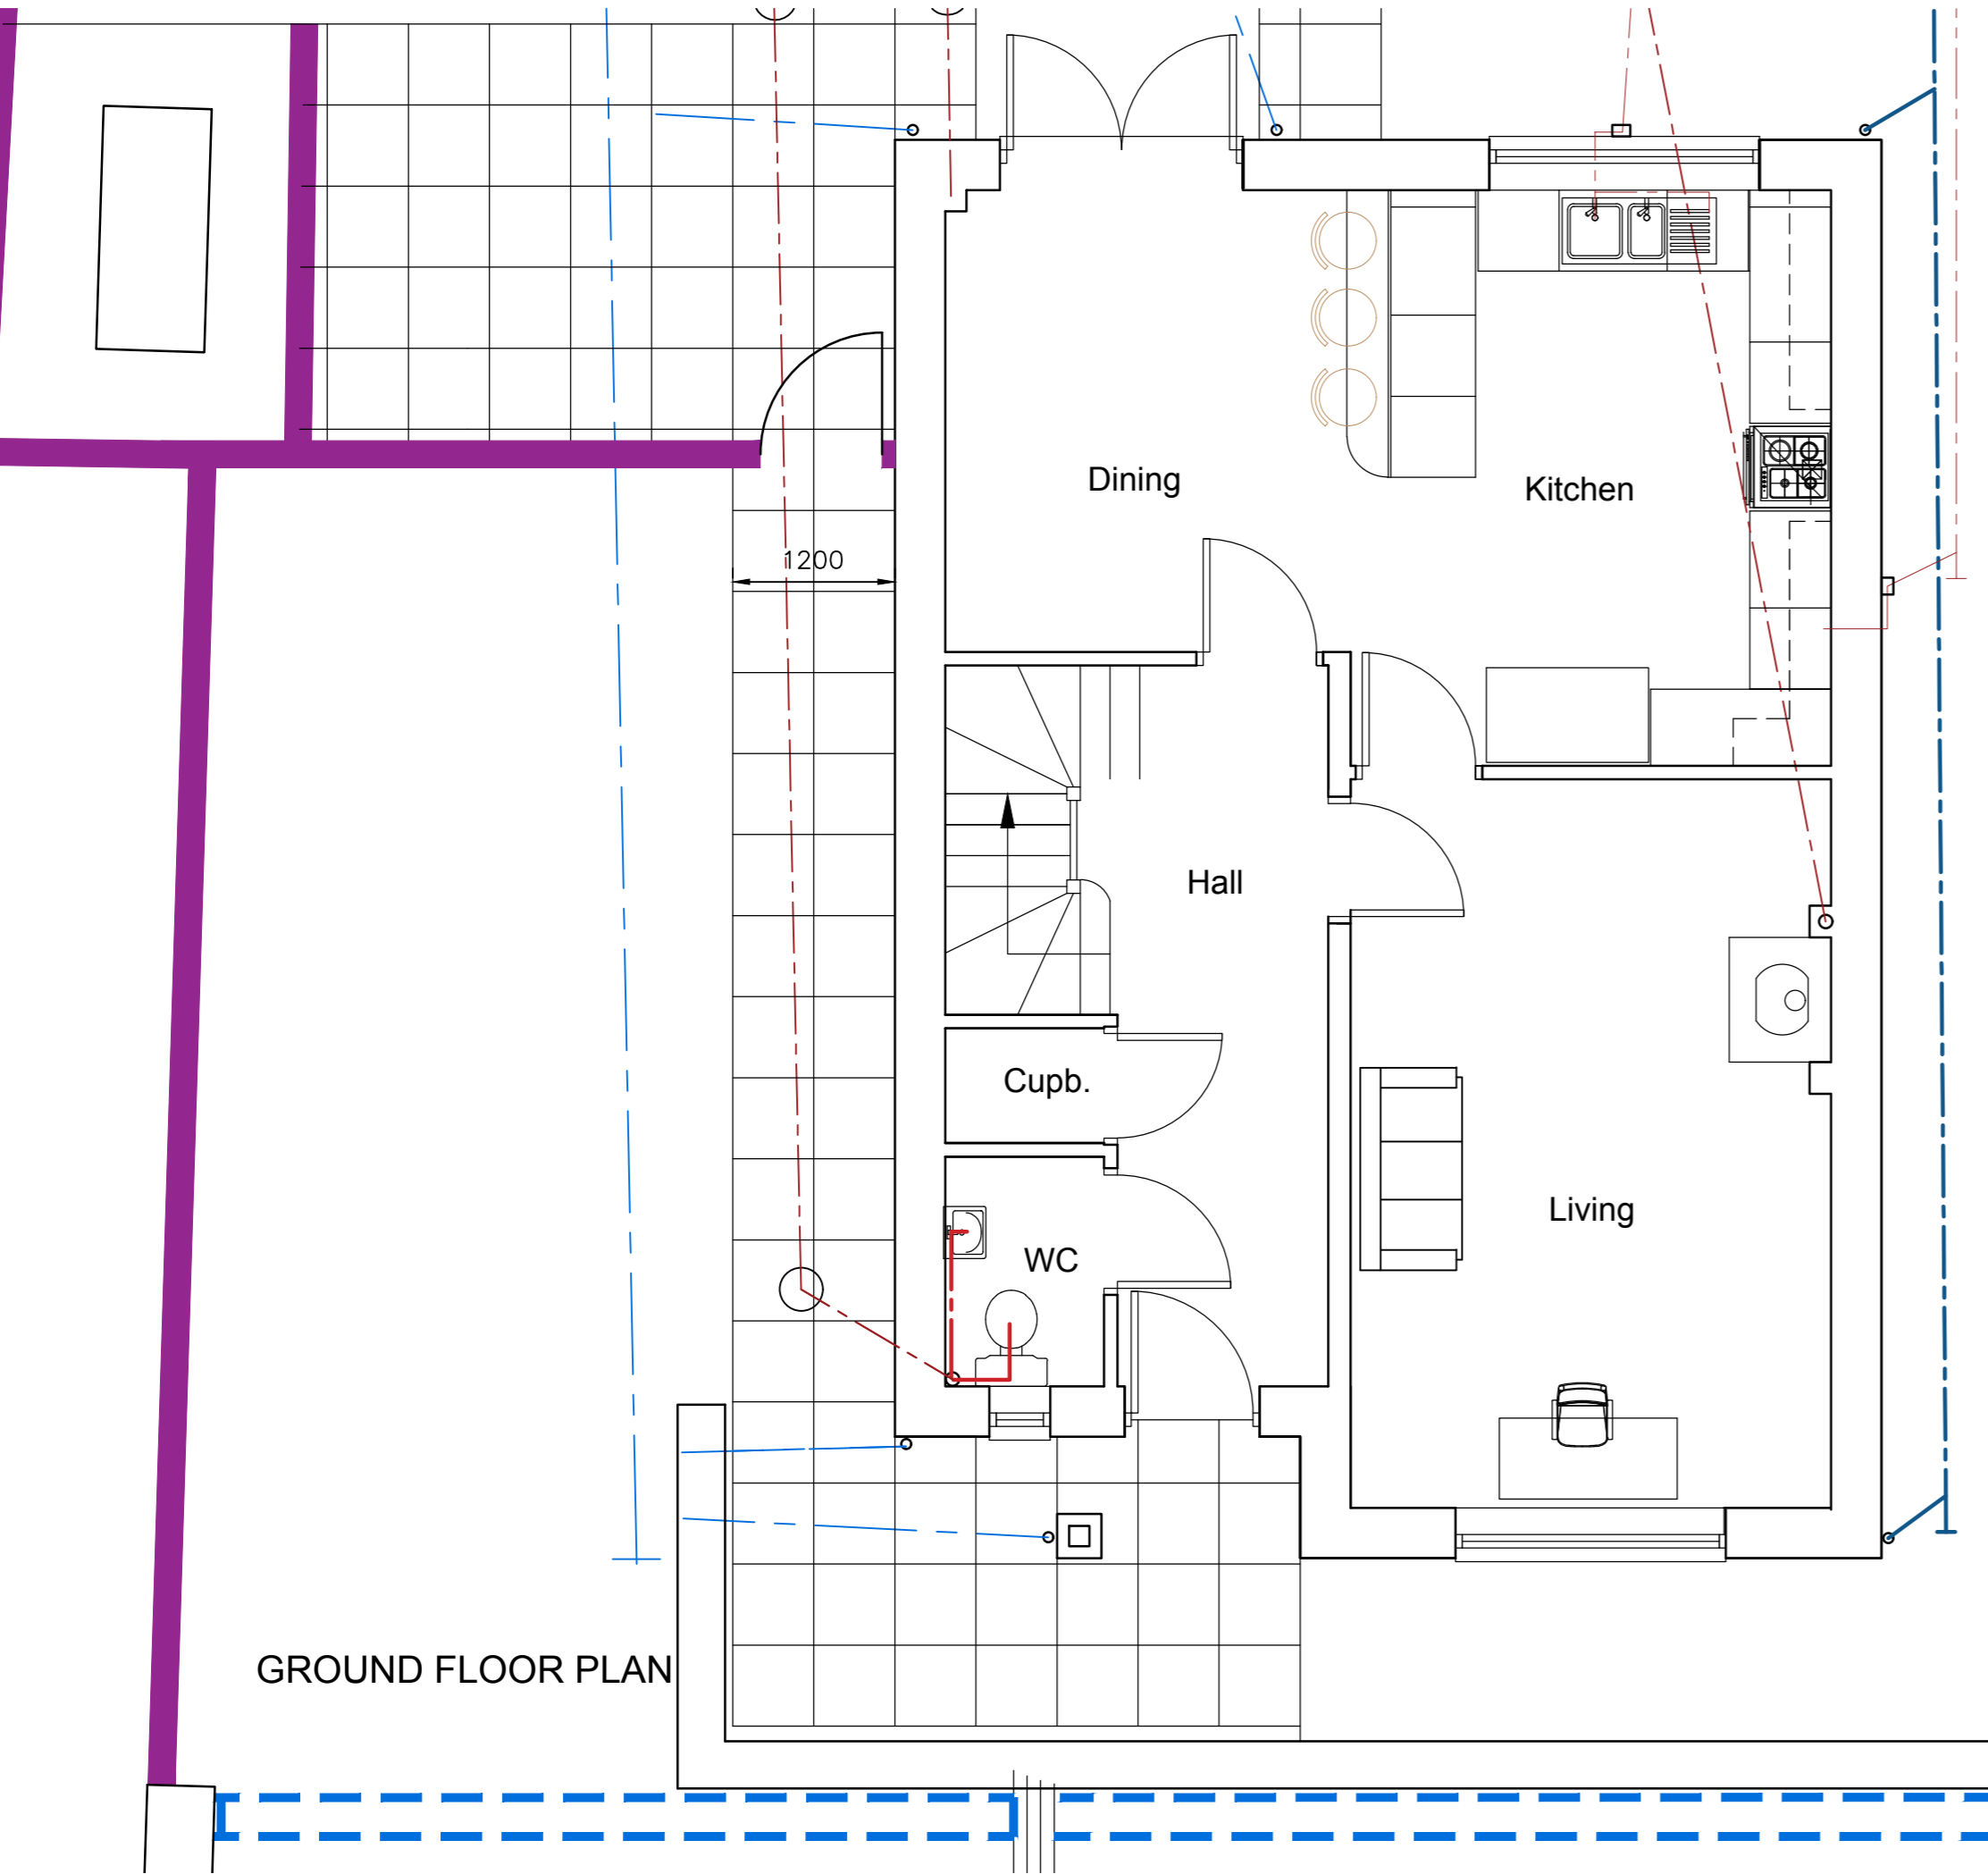 Dining
Kitchen
1200
Hall
Cupb.
Living
WC
GROUND FLOOR PLAN